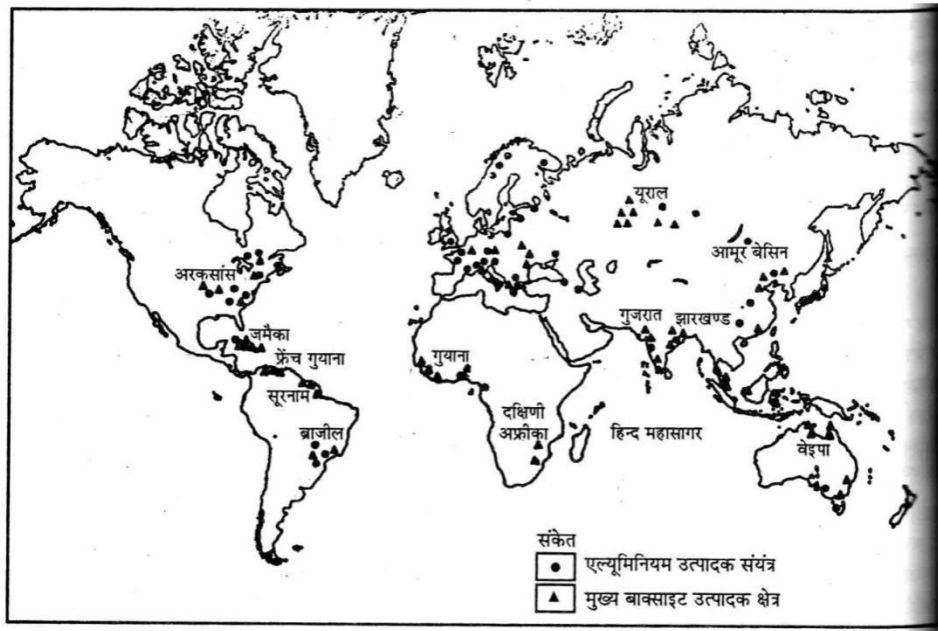 यूराल
आमूर बेसिन
अरकसांस
गुजरात
झारखण्ड
जमैका
फ्रेंच गुयाना
गुयाना
सूरनाम
दक्षिणी
अफ्रीका
हिन्द महासागर
ब्राजील
वेइपा
संकेत
एल्यूमिनियम उत्पादक संयंत्र
मुख्य बाक्साइट उत्पादक क्षेत्र